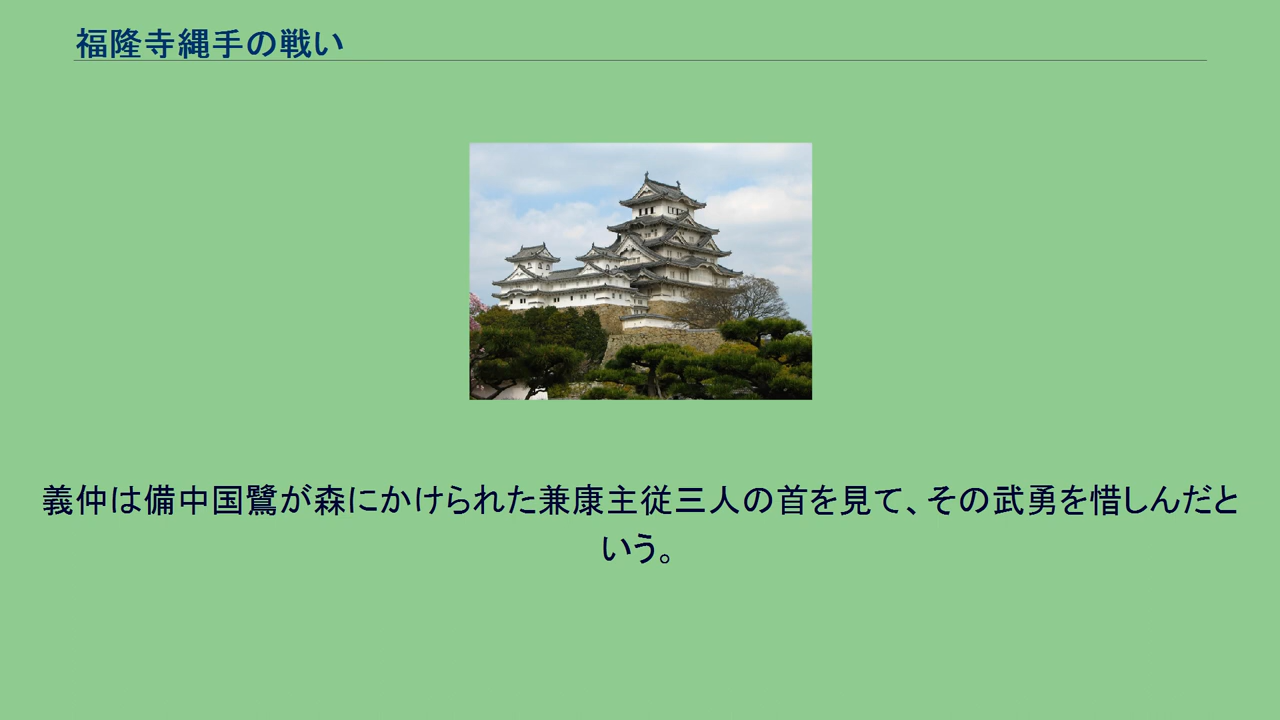 福隆寺縄手の戦い
義仲は備中国鷺が森にかけられた兼康主従三人の首を見て、その武勇を惜しんだと
いう。